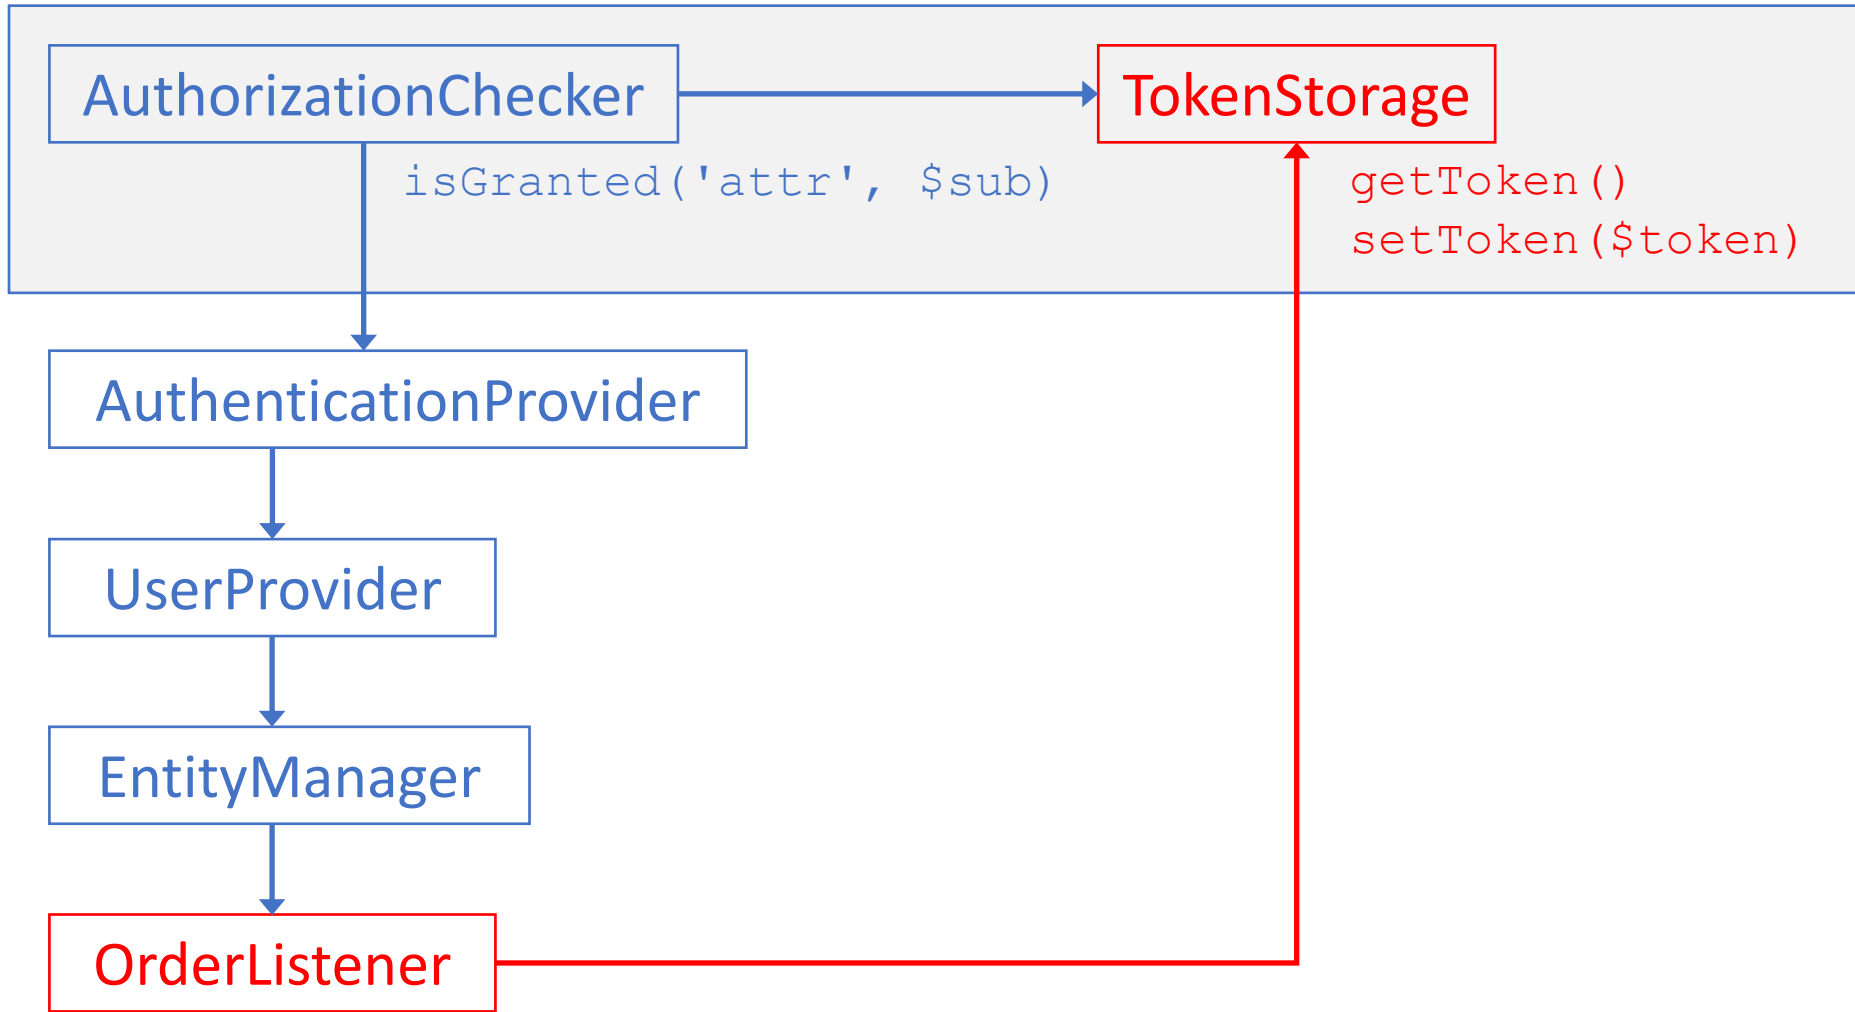 AuthorizationChecker
TokenStorage
isGranted('attr', $sub)
getToken()
setToken($token)
AuthenticationProvider
UserProvider
EntityManager
OrderListener